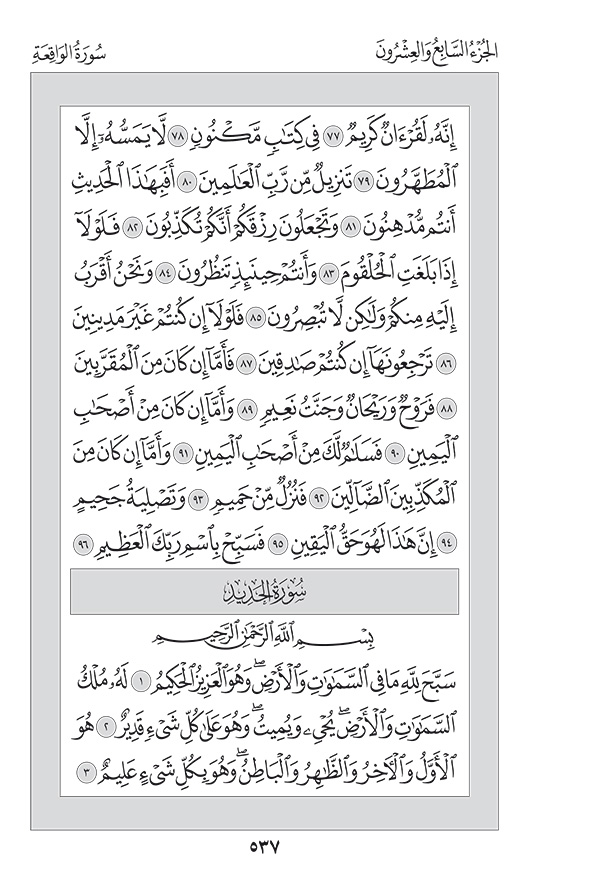 الجُزْءُ السَّابِعُ وَالعِشْرُونَ
سُورَةُ الوَاقِعَةِ
إِنَّهُۥ لَقُرْءَانٌ كَرِيمٌ ٧٧ فِى كِتَٰبٍ مَّكْنُونٍ ٧٨ لَّا يَمَسُّهُۥٓ إِلَّا
ٱلْمُطَهَّرُونَ ٧٩ تَنزِيلٌ مِّن رَّبِّ ٱلْعَٰلَمِينَ ٨٠ أَفَبِهَٰذَا ٱلْحَدِيثِ
أَنتُم مُّدْهِنُونَ ٨١ وَتَجْعَلُونَ رِزْقَكُمْ أَنَّكُمْ تُكَذِّبُونَ ٨٢ فَلَوْلَآ
إِذَا بَلَغَتِ ٱلْحُلْقُومَ ٨٣ وَأَنتُمْ حِينَئِذٍ تَنظُرُونَ ٨٤ وَنَحْنُ أَقْرَبُ
إِلَيْهِ مِنكُمْ وَلَٰكِن لَّا تُبْصِرُونَ ٨٥ فَلَوْلَآ إِن كُنتُمْ غَيْرَ مَدِينِينَ
٨٦ تَرْجِعُونَهَآ إِن كُنتُمْ صَٰدِقِينَ ٨٧ فَأَمَّآ إِن كَانَ مِنَ ٱلْمُقَرَّبِينَ
٨٨ فَرَوْحٌ وَرَيْحَانٌ وَجَنَّتُ نَعِيمٍ ٨٩ وَأَمَّآ إِن كَانَ مِنْ أَصْحَٰبِ
ٱلْيَمِينِ ٩٠ فَسَلَٰمٌ لَّكَ مِنْ أَصْحَٰبِ ٱلْيَمِينِ ٩١ وَأَمَّآ إِن كَانَ مِنَ
ٱلْمُكَذِّبِينَ ٱلضَّآلِّينَ ٩٢ فَنُزُلٌ مِّنْ حَمِيمٍ ٩٣ وَتَصْلِيَةُ جَحِيمٍ
٩٤ إِنَّ هَٰذَا لَهُوَ حَقُّ ٱلْيَقِينِ ٩٥ فَسَبِّحْ بِٱسْمِ رَبِّكَ ٱلْعَظِيمِ ٩٦
سُورَةُ الحَدِيدِ
بِسْمِ ٱللَّهِ ٱلرَّحْمَٰنِ ٱلرَّحِيمِ
سَبَّحَ لِلَّهِ مَا فِى ٱلسَّمَٰوَٰتِ وَٱلْأَرْضِ ۖ وَهُوَ ٱلْعَزِيزُ ٱلْحَكِيمُ ١ لَهُۥ مُلْكُ
ٱلسَّمَٰوَٰتِ وَٱلْأَرْضِ ۖ يُحْىِۦ وَيُمِيتُ ۖ وَهُوَ عَلَىٰ كُلِّ شَىْءٍ قَدِيرٌ ٢ هُوَ
ٱلْأَوَّلُ وَٱلْءَاخِرُ وَٱلظَّٰهِرُ وَٱلْبَاطِنُ ۖ وَهُوَ بِكُلِّ شَىْءٍ عَلِيمٌ ٣
٥٣٧